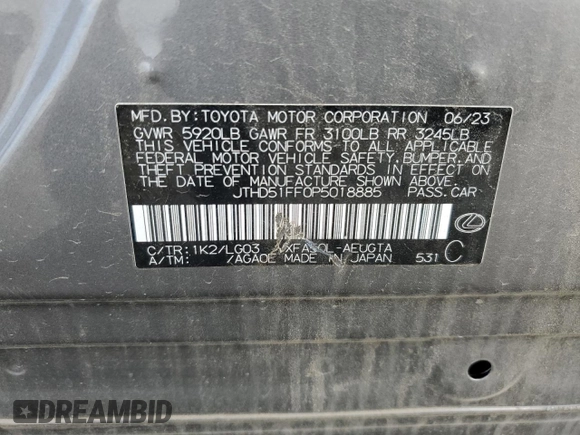 MFD. BY: TOYOTA MOTOR CORPORATION 06/23
GVWR 5920LB GAWR FR 3100LB RR 3245LB
THIS VEHICLE CONFORMS TO ALL APPLICABLE
FEDERAL MOTOR VEHICLE SAFETY, BUMPER, AND
THEFT PREVENTION STANDARDS IN EFFECT ON
THE DATE OF MANUFACTURE SHOWN ABOVE.
JTHD51FF0P5018885 PASS. CAR
C/TR: 1K2/LG03 -AEUGTA
A/TM: /AGA0E MADE IN JAPAN 531 C
DREAMBID